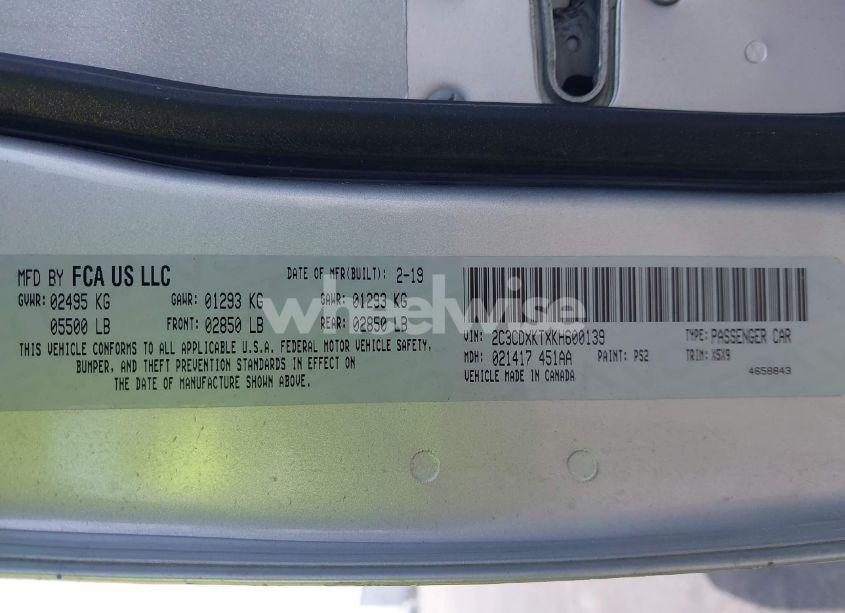 MFD BY FCA US LLC
DATE OF MFR(BUILT): 2-19
GVWR: 02495 KG GAWR: 01293 KG GAWR: 01293 KG
05500 LB FRONT: 02850 LB REAR: 02850 LB
THIS VEHICLE CONFORMS TO ALL APPLICABLE U.S.A. FEDERAL MOTOR VEHICLE SAFETY,
BUMPER, AND THEFT PREVENTION STANDARDS IN EFFECT ON
THE DATE OF MANUFACTURE SHOWN ABOVE.
VIN: 2C3CDXKTXKH600139 TYPE: PASSENGER CAR
MDH: 021417 451AA PAINT: PS2 TRIM: X5X9
VEHICLE MADE IN CANADA 4658843
wheelwise